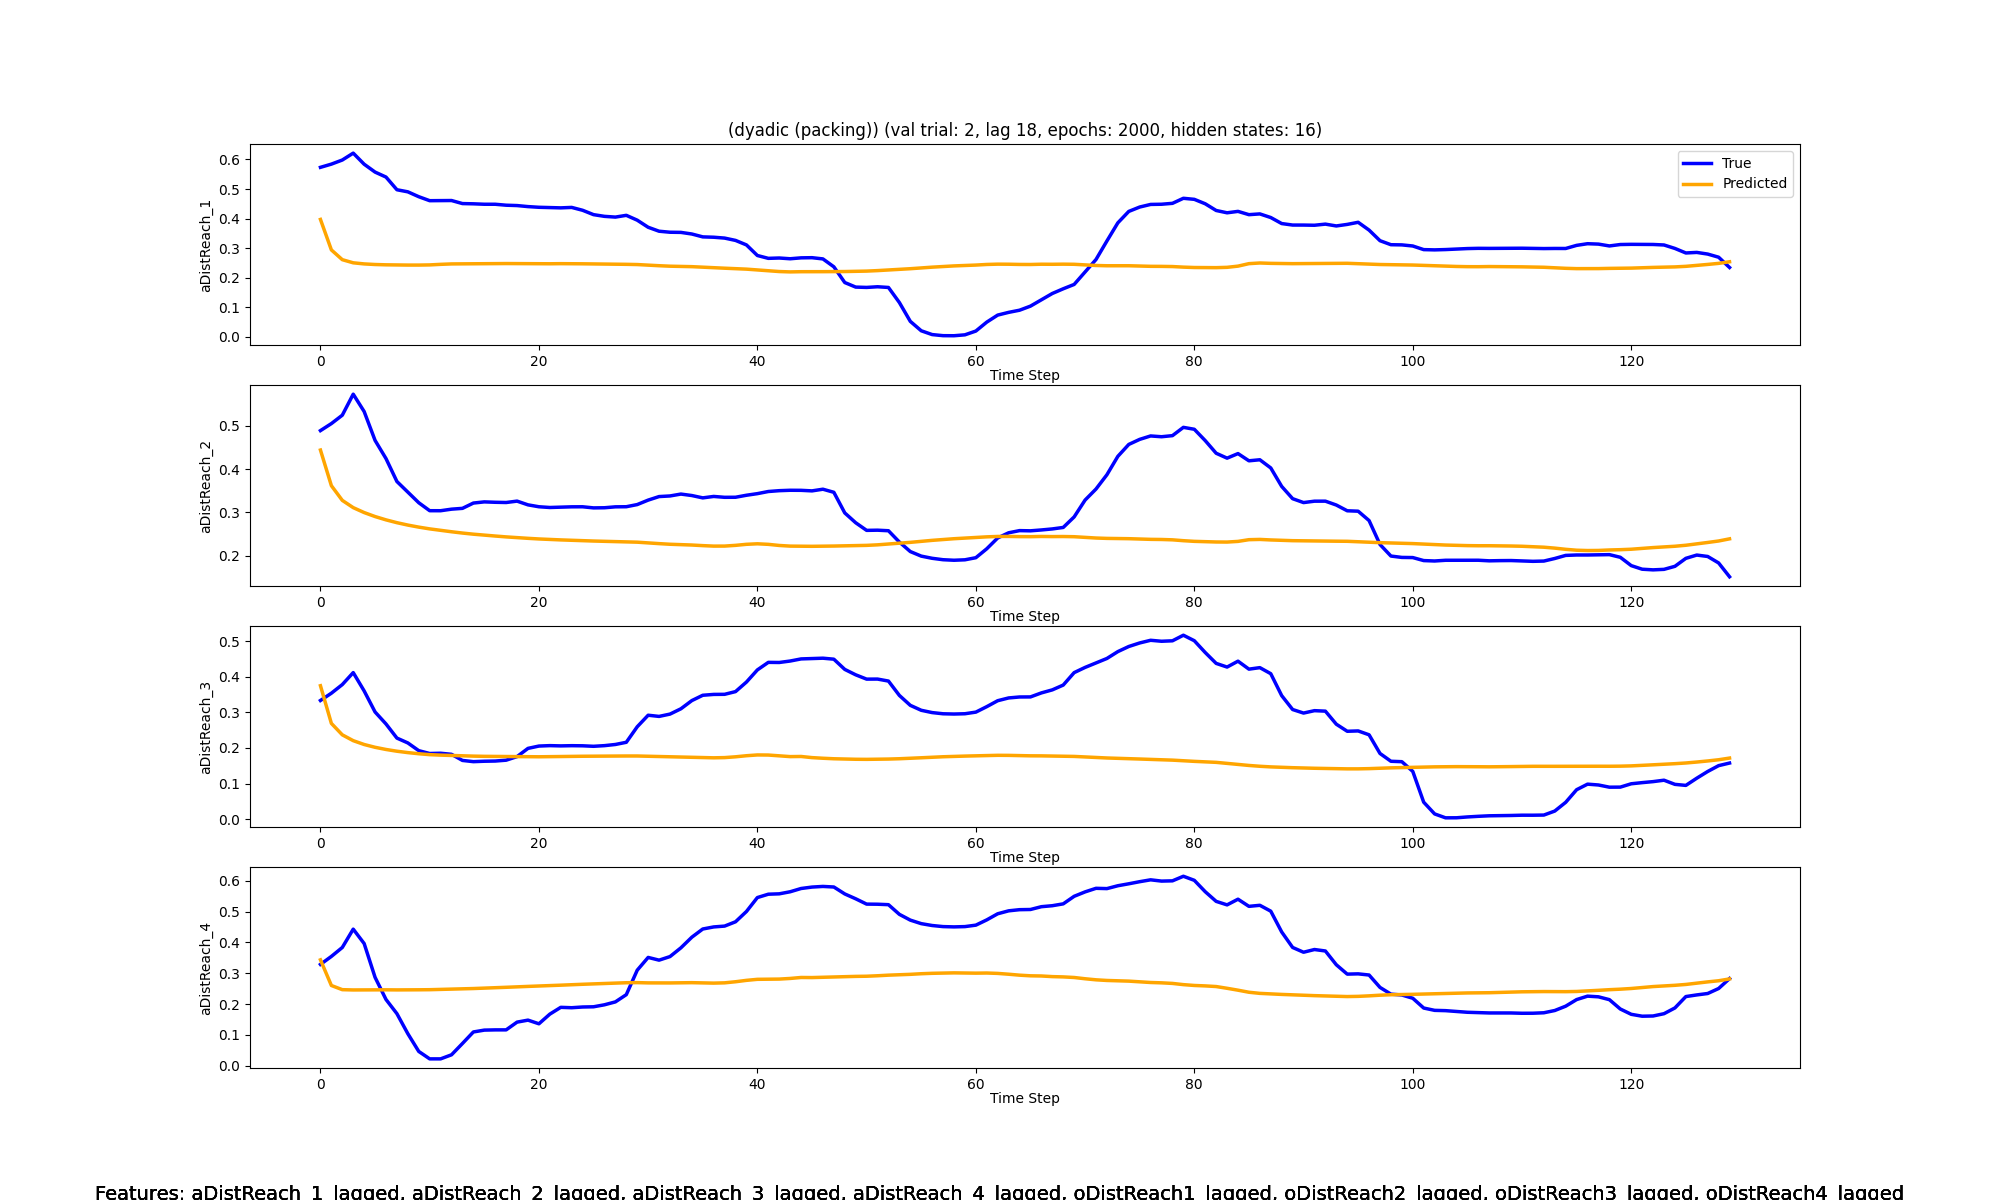 (dyadic (packing)) (val trial: 2, lag 18, epochs: 2000, hidden states: 16)
True
Predicted
aDistReach_1
0.6
0.5
0.4
0.3
0.2
0.1
0.0
0 20 40 60 80 100 120
Time Step
aDistReach_2
0.5
0.4
0.3
0.2
0 20 40 60 80 100 120
Time Step
aDistReach_3
0.5
0.4
0.3
0.2
0.1
0.0
0 20 40 60 80 100 120
Time Step
aDistReach_4
0.6
0.5
0.4
0.3
0.2
0.1
0.0
0 20 40 60 80 100 120
Time Step
Features: aDistReach_1_lagged, aDistReach_2_lagged, aDistReach_3_lagged, aDistReach_4_lagged, oDistReach1_lagged, oDistReach2_lagged, oDistReach3_lagged, oDistReach4_lagged